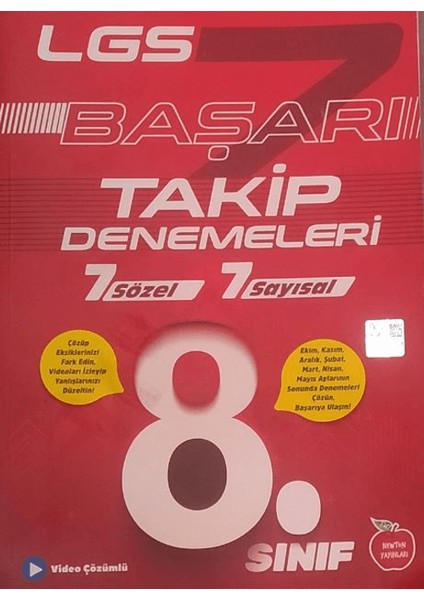 LGS
7
BAŞARI
TAKİP
DENEMELERİ
7 Sözel 7 Sayısal
Çözüp
Eksiklerinizi
Fark Edin,
Videoları İzleyip
Yanlışlarınızı
Düzeltin!
Ekim, Kasım,
Aralık, Şubat,
Mart, Nisan,
Mayıs Aylarının
Sonunda Denemeleri
Çözün,
Başarıya Ulaşın!
8.
SINIF
Video Çözümlü
NEWTON
YAYINLARI